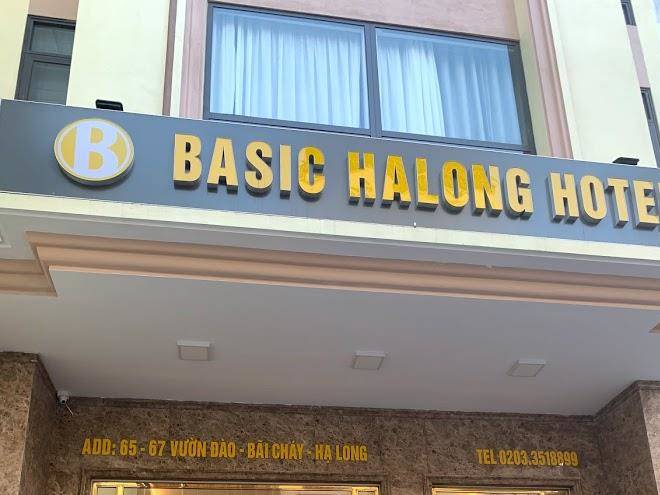 B
BASIC HALONG HOTE
ADD: 65 - 67 VƯỜN ĐÀO - BÃI CHÁY - HẠ LONG
TEL 0203.3518899